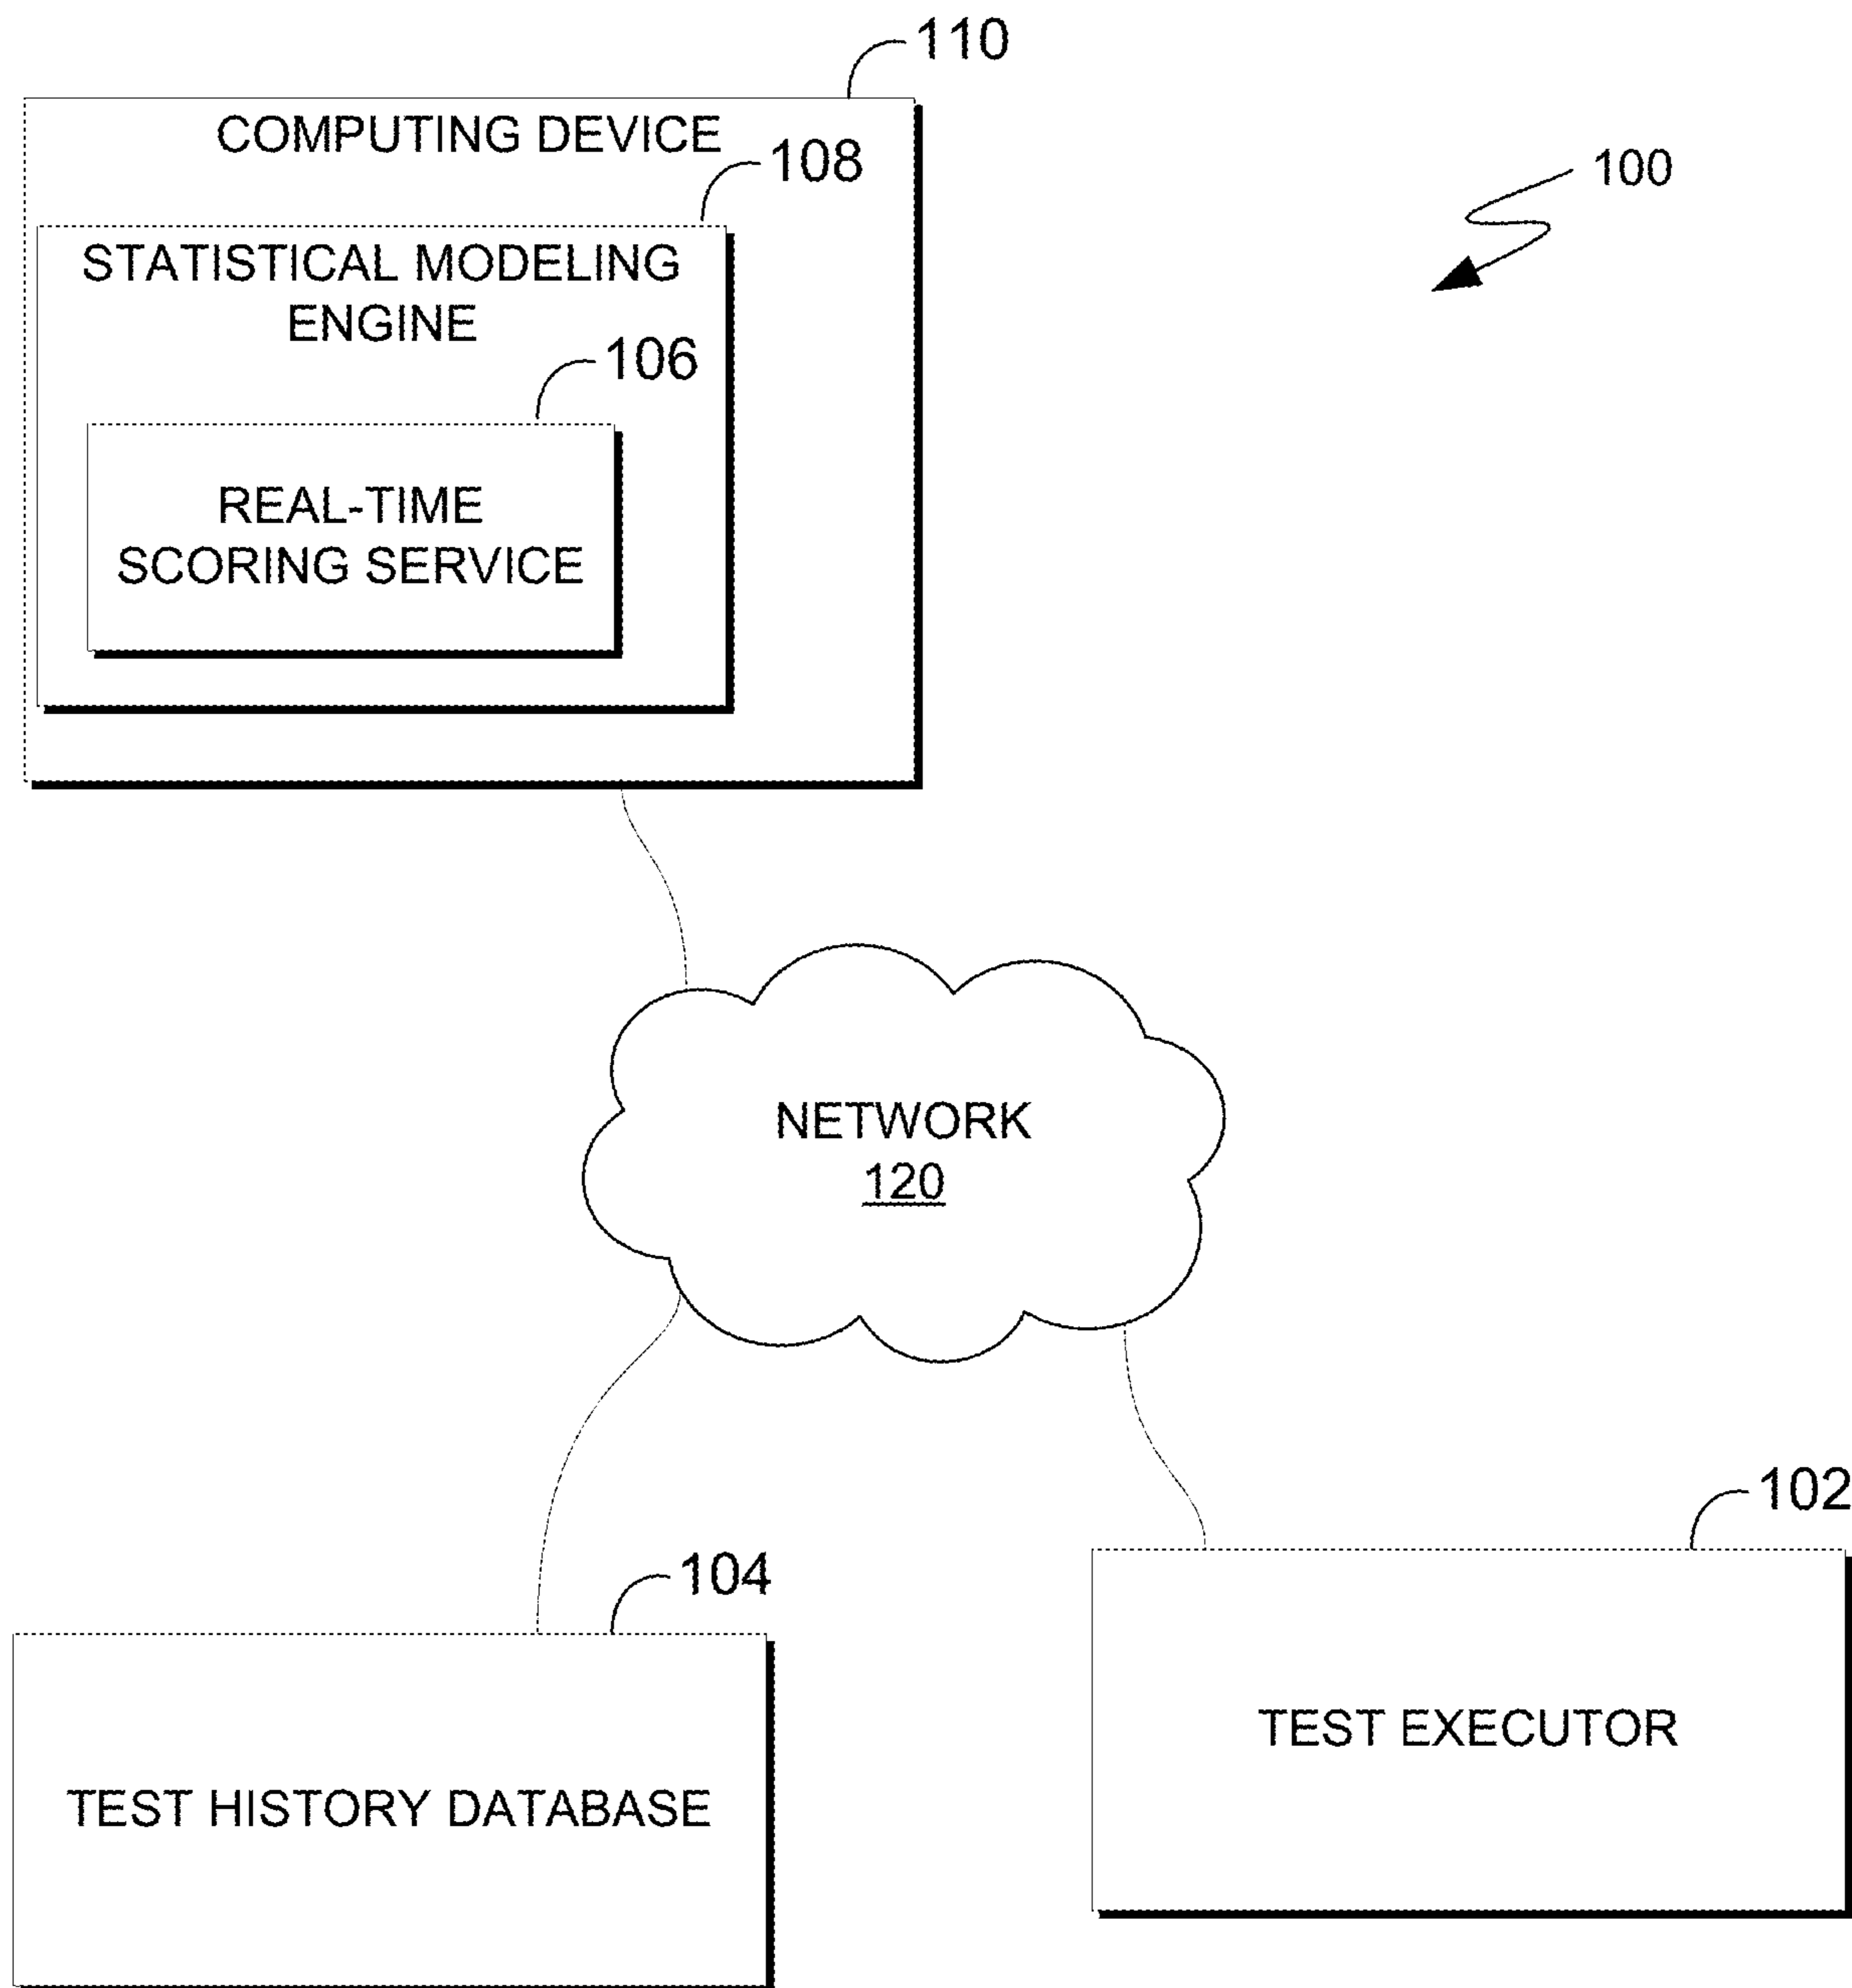 110
COMPUTING DEVICE
108
100
STATISTICAL MODELING
ENGINE
106
REAL-TIME
SCORING SERVICE
NETWORK
120
102
104
TEST EXECUTOR
TEST HISTORY DATABASE